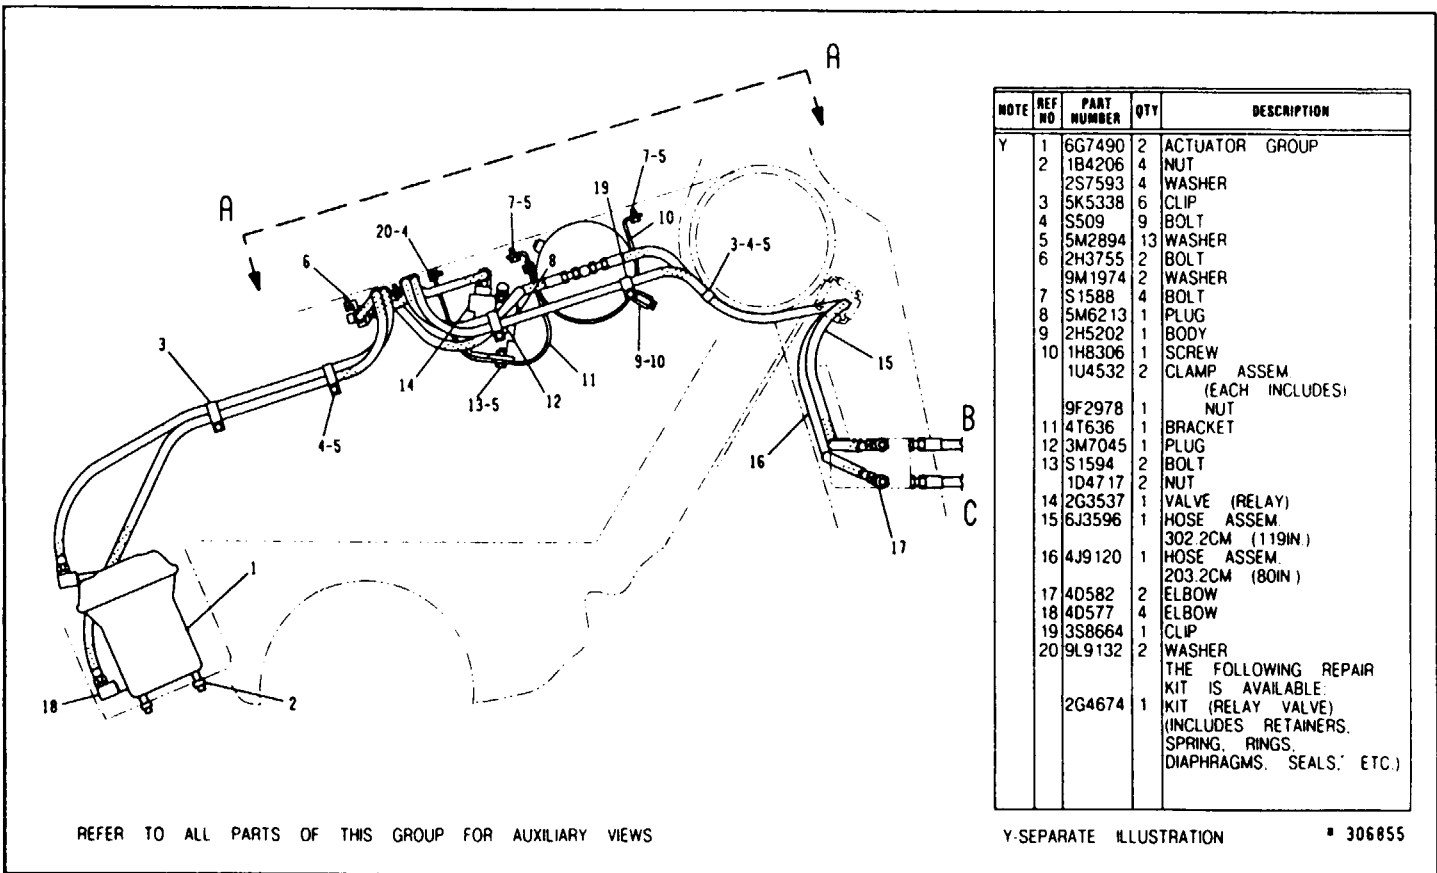 A
A
7-5
19
10
7-5
20-4
8
6
3-4-5
3
14
13-5
12
11
9-10
15
4-5
16
B
C
17
1
18
2
NOTE REF NO PART NUMBER QTY DESCRIPTION
Y 1 6G7490 2 ACTUATOR GROUP
2 1B4206 4 NUT
2S7593 4 WASHER
3 5K5338 6 CLIP
4 S509 9 BOLT
5 5M2894 13 WASHER
6 2H3755 2 BOLT
9M1974 2 WASHER
7 S1588 4 BOLT
8 5M6213 1 PLUG
9 2H5202 1 BODY
10 1H8306 1 SCREW
1U4532 2 CLAMP ASSEM.
(EACH INCLUDES)
9F2978 1 NUT
11 4T636 1 BRACKET
12 3M7045 1 PLUG
13 S1594 2 BOLT
1D4717 2 NUT
14 2G3537 1 VALVE (RELAY)
15 6J3596 1 HOSE ASSEM.
302.2CM (119IN.)
16 4J9120 1 HOSE ASSEM.
203.2CM (80IN.)
17 4D582 2 ELBOW
18 4D577 4 ELBOW
19 3S8664 1 CLIP
20 9L9132 2 WASHER
THE FOLLOWING REPAIR
KIT IS AVAILABLE:
2G4674 1 KIT (RELAY VALVE)
(INCLUDES RETAINERS,
SPRING, RINGS,
DIAPHRAGMS, SEALS, ETC.)
REFER TO ALL PARTS OF THIS GROUP FOR AUXILIARY VIEWS
Y-SEPARATE ILLUSTRATION
306855